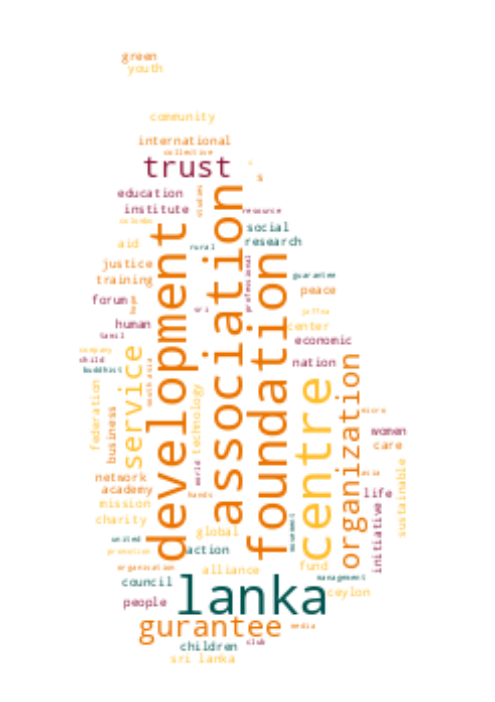 green
youth
community
international
collective
trust
s
education
studies
institute
resource
colombo
social
aid
rural
research
development
association
foundation
justice
professional
guarantee
training
peace
forum
sri
jaffna
human
center
tamil
economic
company
child
nation
buddhist
south asia
service
centre
organization
federation
business
technology
micro
women
care
network
world
asia
academy
hands
life
mission
sustainable
charity
movement
initiative
global
united
action
promotion
organisation
alliance
fund
council
management
lanka
ceylon
people
gurantee
media
children
club
sri lanka